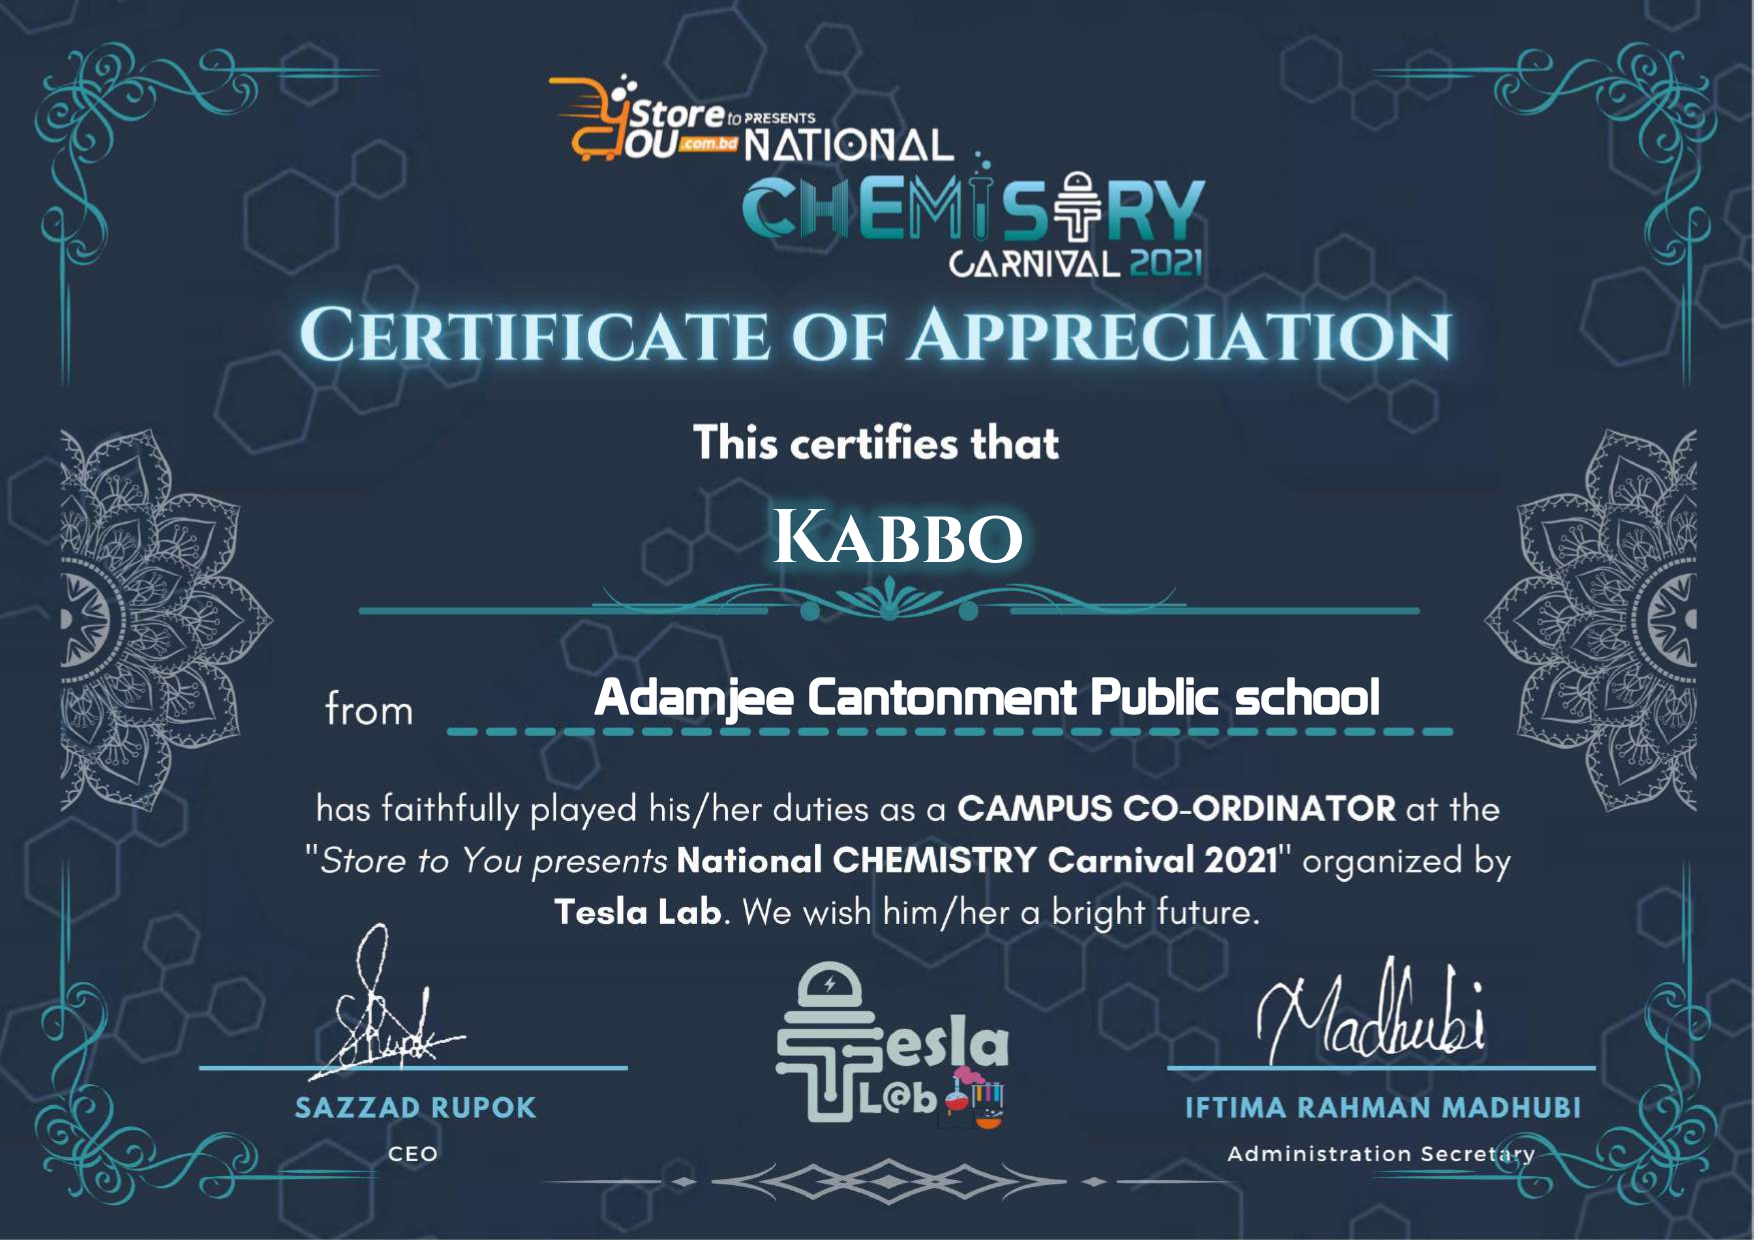 Store to PRESENTS
YOU .com.bd NATIONAL
CHEMISTRY
CARNIVAL 2021
CERTIFICATE OF APPRECIATION
This certifies that
KABBO
from Adamjee Cantonment Public school
has faithfully played his/her duties as a CAMPUS CO-ORDINATOR at the
"Store to You presents National CHEMISTRY Carnival 2021" organized by
Tesla Lab. We wish him/her a bright future.
SRupok
Madhubi
Tesla
L@b
SAZZAD RUPOK
IFTIMA RAHMAN MADHUBI
CEO
Administration Secretary